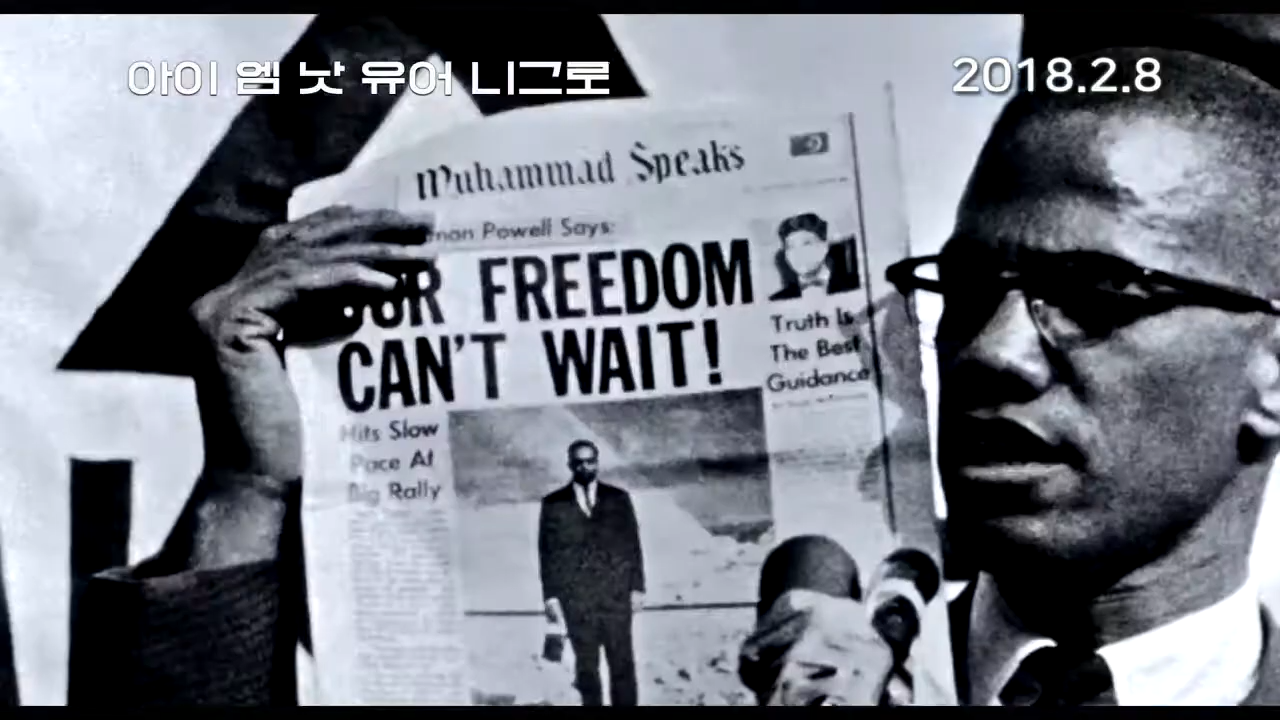 아이 엠 낫 유어 니그로
2018.2.8
Muhammad Speaks
Powell Says:
OUR FREEDOM
CAN'T WAIT!
Truth Is
The Best
Guidance
Hits Slow
Pace At
Big Rally